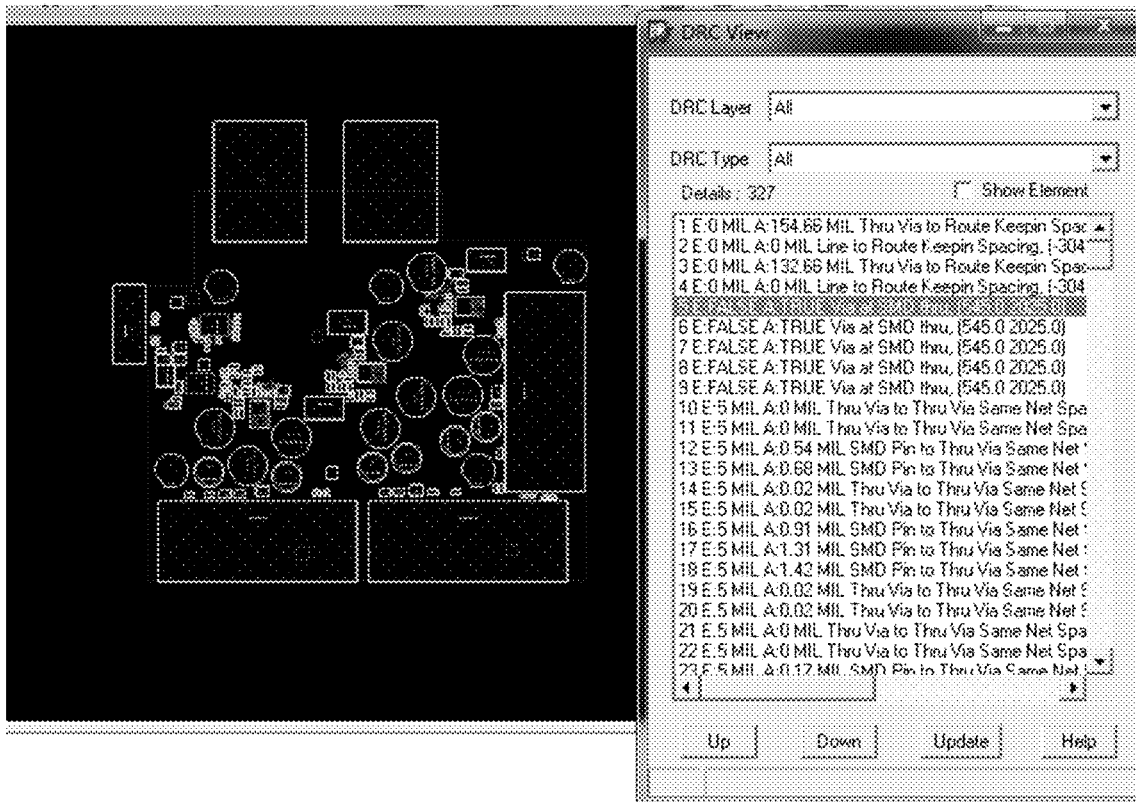 DRC View
DRC Layer All
DRC Type All
Details : 327 Show Element
1 E:0 MIL A:154.66 MIL Thru Via to Route Keepin Spac
2 E:0 MIL A:0 MIL Line to Route Keepin Spacing, (-304
3 E:0 MIL A:132.66 MIL Thru Via to Route Keepin Spac
4 E:0 MIL A:0 MIL Line to Route Keepin Spacing, (-304
6 E:FALSE A:TRUE Via at SMD thru, (545.0 2025.0)
7 E:FALSE A:TRUE Via at SMD thru, (545.0 2025.0)
8 E:FALSE A:TRUE Via at SMD thru, (545.0 2025.0)
9 E:FALSE A:TRUE Via at SMD thru, (545.0 2025.0)
10 E:5 MIL A:0 MIL Thru Via to Thru Via Same Net Spa
11 E:5 MIL A:0 MIL Thru Via to Thru Via Same Net Spa
12 E:5 MIL A:0.54 MIL SMD Pin to Thru Via Same Net
13 E:5 MIL A:0.68 MIL SMD Pin to Thru Via Same Net
14 E:5 MIL A:0.02 MIL Thru Via to Thru Via Same Net S
15 E:5 MIL A:0.02 MIL Thru Via to Thru Via Same Net S
16 E:5 MIL A:0.91 MIL SMD Pin to Thru Via Same Net
17 E:5 MIL A:1.31 MIL SMD Pin to Thru Via Same Net
18 E:5 MIL A:1.42 MIL SMD Pin to Thru Via Same Net
19 E:5 MIL A:0.02 MIL Thru Via to Thru Via Same Net S
20 E:5 MIL A:0.02 MIL Thru Via to Thru Via Same Net S
21 E:5 MIL A:0 MIL Thru Via to Thru Via Same Net Spa
22 E:5 MIL A:0 MIL Thru Via to Thru Via Same Net Spa
23 E:5 MIL A:0.17 MIL SMD Pin to Thru Via Same Net
Up Down Update Help